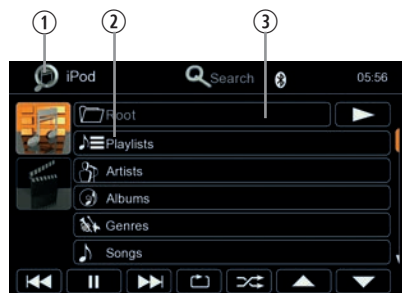 1 2 3
iPod Search 05:56
Root
Playlists
Artists
Albums
Genres
Songs